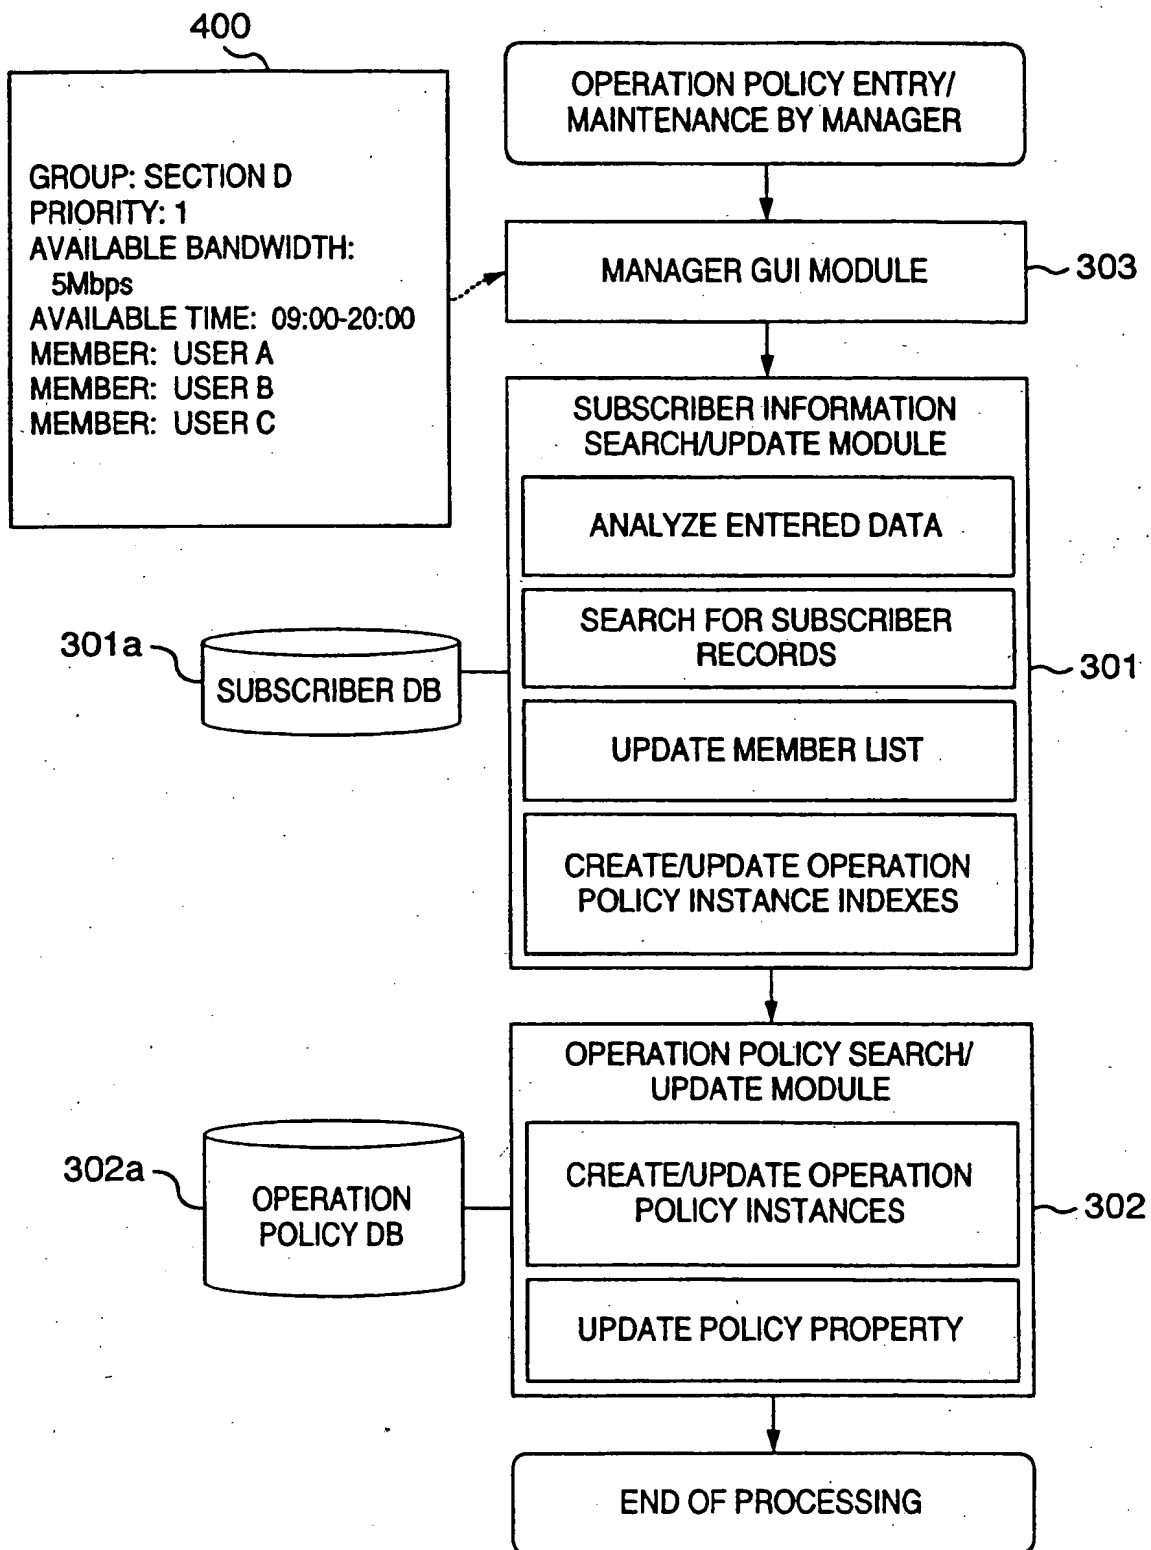 400
OPERATION POLICY ENTRY/
MAINTENANCE BY MANAGER
GROUP: SECTION D
PRIORITY: 1
AVAILABLE BANDWIDTH:
5Mbps
AVAILABLE TIME: 09:00-20:00
MEMBER: USER A
MEMBER: USER B
MEMBER: USER C
MANAGER GUI MODULE
303
SUBSCRIBER INFORMATION
SEARCH/UPDATE MODULE
ANALYZE ENTERED DATA
SEARCH FOR SUBSCRIBER
RECORDS
UPDATE MEMBER LIST
CREATE/UPDATE OPERATION
POLICY INSTANCE INDEXES
301
301a
SUBSCRIBER DB
OPERATION POLICY SEARCH/
UPDATE MODULE
CREATE/UPDATE OPERATION
POLICY INSTANCES
UPDATE POLICY PROPERTY
302
302a
OPERATION
POLICY DB
END OF PROCESSING